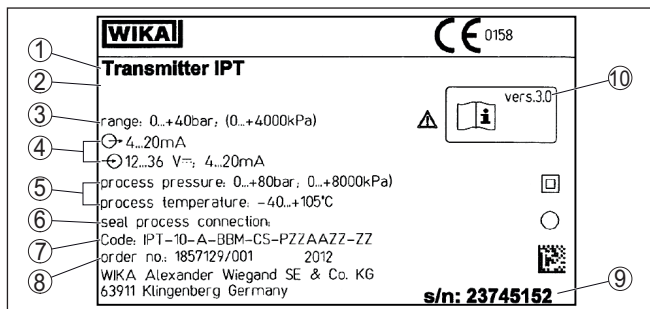 WIKA
CE 0158
① Transmitter IPT
②
⑩ vers.3.0
③ range: 0...+40bar; (0...+4000kPa)
④ 4...20mA
12...36 V⎓; 4...20mA
⑤ process pressure: 0...+80bar; 0...+8000kPa)
process temperature: -40...+105°C
⑥ seal process connection:
⑦ Code: IPT-10-A-BBM-CS-PZZAAZZ-ZZ
⑧ order no.: 1857129/001 2012
WIKA Alexander Wiegand SE & Co. KG
63911 Klingenberg Germany
⑨ s/n: 23745152